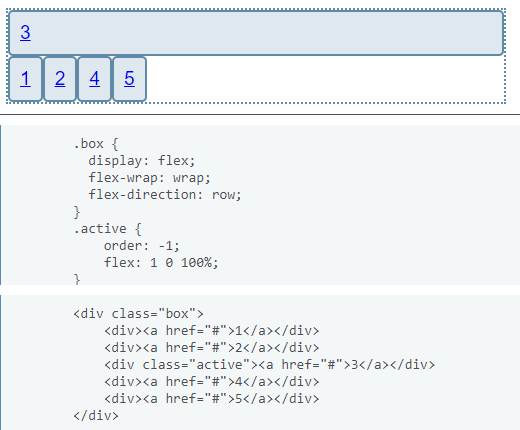 3
1 2 4 5
.box {
display: flex;
flex-wrap: wrap;
flex-direction: row;
}
.active {
order: -1;
flex: 1 0 100%;
}
<div class="box">
<div><a href="#">1</a></div>
<div><a href="#">2</a></div>
<div class="active"><a href="#">3</a></div>
<div><a href="#">4</a></div>
<div><a href="#">5</a></div>
</div>